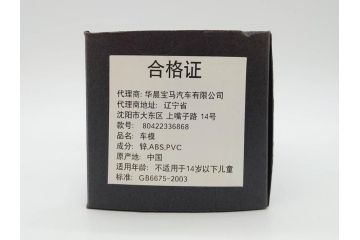 合格证
代理商: 华晨宝马汽车有限公司
代理商地址: 辽宁省
沈阳市大东区 上嘴子路 14号
款号: 80422336868
品名: 车模
成分: 锌,ABS,PVC
原产地: 中国
适用年龄: 不适用于14岁以下儿童
标准: GB6675-2003